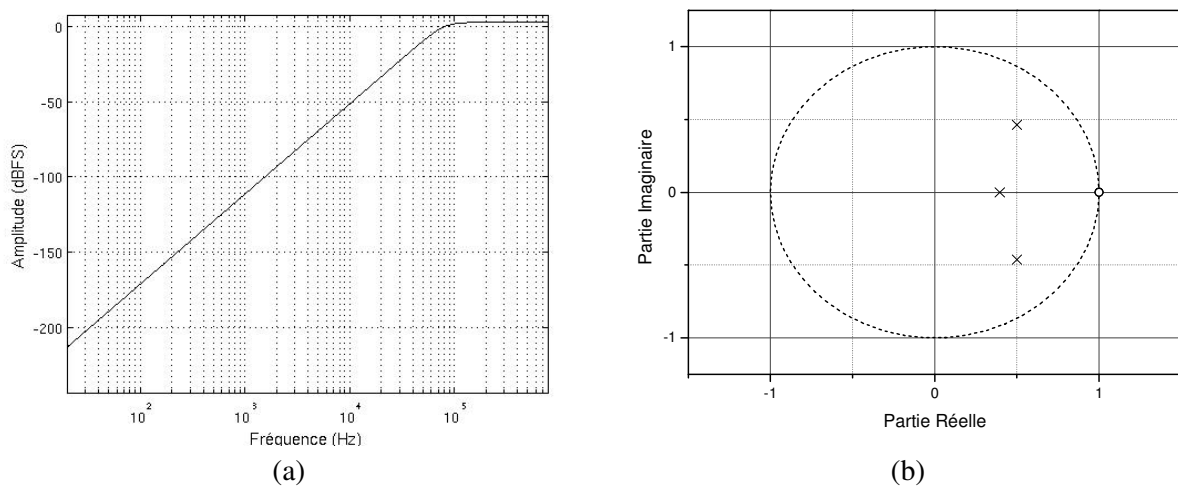 0
-50
-100
-150
-200
Amplitude (dBFS)
10^2
10^3
10^4
10^5
Fréquence (Hz)
(a)
1
0
-1
Partie Imaginaire
-1
0
1
Partie Réelle
(b)